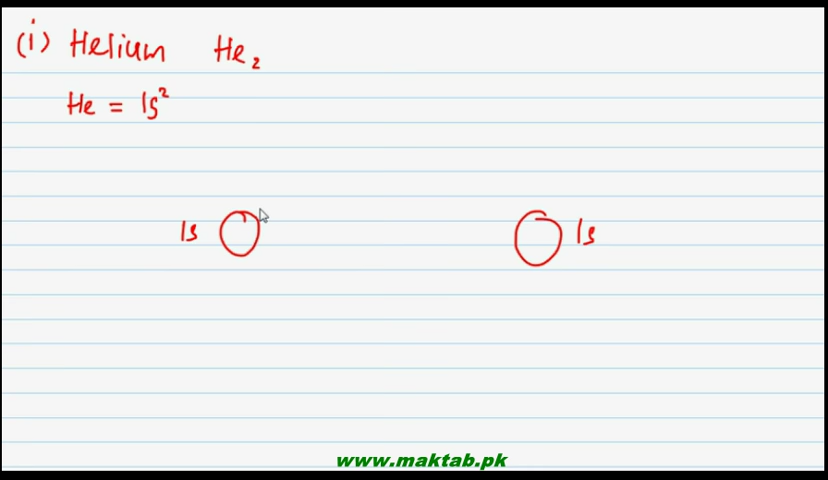 (i) Helium He₂
He = 1s²
1s 1s
www.maktab.pk